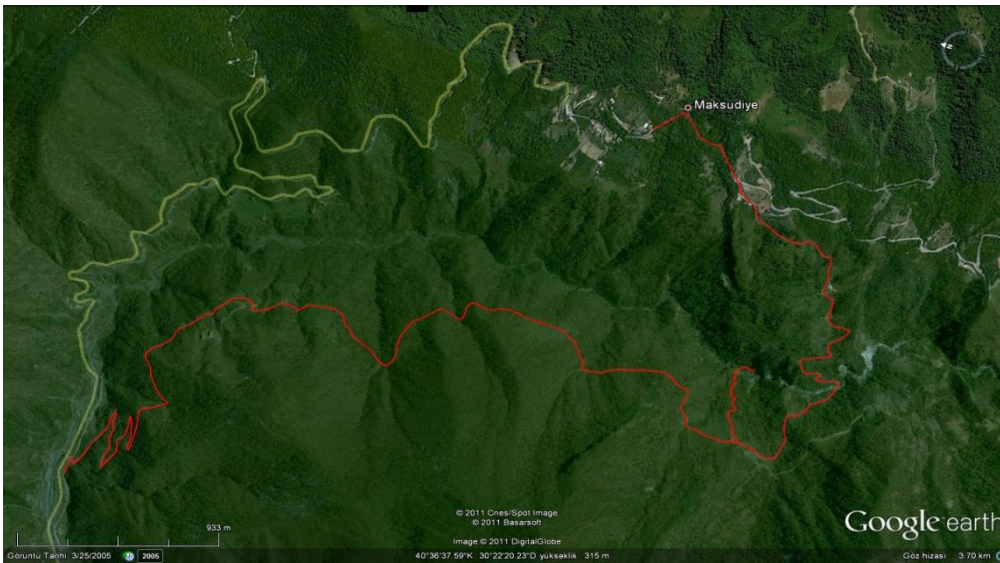 Maksudiye
N
933 m
© 2011 Cnes/Spot Image
© 2011 Basarsoft
Image © 2011 DigitalGlobe
Google earth
Görüntü Tarihi 3/25/2005 2005 40°36'37.59"K 30°22'20.23"D yükseklik 315 m Göz hizası 3.70 km